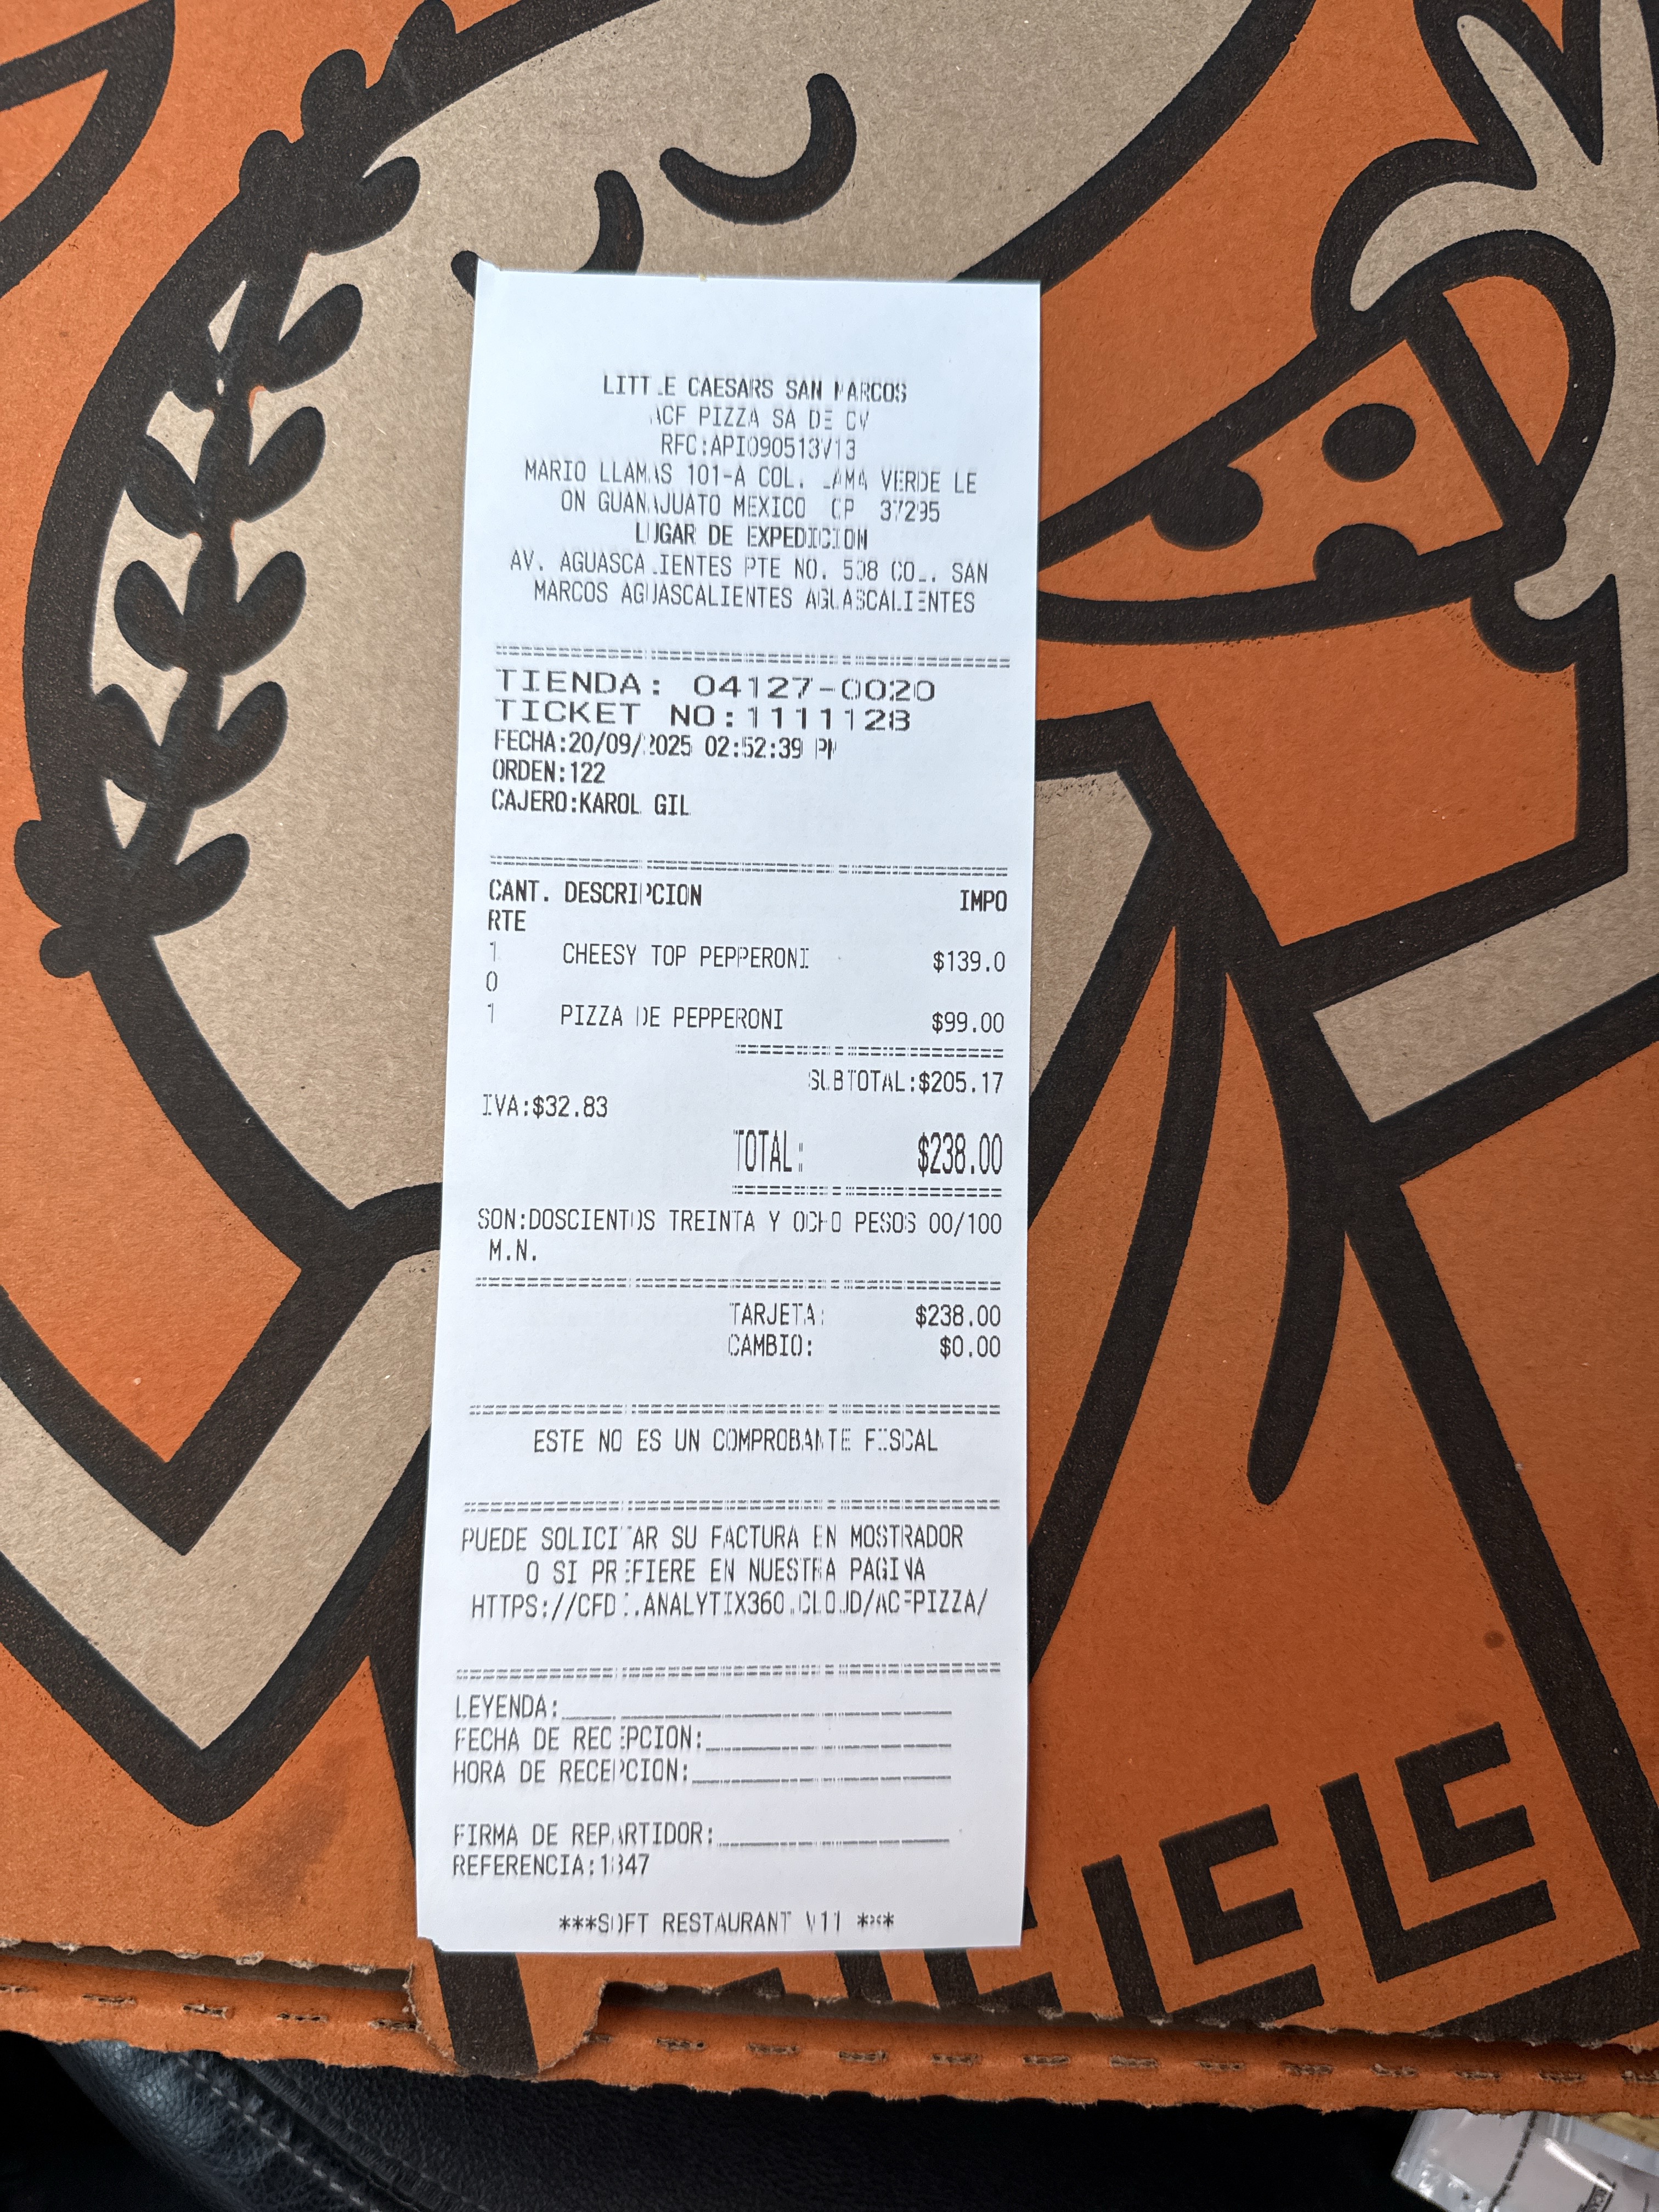 LITTLE CAESARS SAN MARCOS
ACF PIZZA SA DE CV
RFC:API090513V13
MARIO LLAMAS 101-A COL. LAMA VERDE LE
ON GUANAJUATO MEXICO CP 37295
LUGAR DE EXPEDICION
AV. AGUASCALIENTES PTE NO. 508 COL. SAN
MARCOS AGUASCALIENTES AGUASCALIENTES
TIENDA: 04127-0020
TICKET NO:1111128
FECHA:20/09/2025 02:52:39 PM
ORDEN:122
CAJERO:KAROL GIL
CANT. DESCRIPCION IMPO
RTE
1 CHEESY TOP PEPPERONI $139.0
0
1 PIZZA DE PEPPERONI $99.00
SUBTOTAL:$205.17
IVA:$32.83
TOTAL: $238.00
SON:DOSCIENTOS TREINTA Y OCHO PESOS 00/100
M.N.
TARJETA: $238.00
CAMBIO: $0.00
ESTE NO ES UN COMPROBANTE FISCAL
PUEDE SOLICITAR SU FACTURA EN MOSTRADOR
O SI PREFIERE EN NUESTRA PAGINA
HTTPS://CFDI.ANALYTIX360.CLOUD/ACFPIZZA/
LEYENDA:
FECHA DE RECEPCION:
HORA DE RECEPCION:
FIRMA DE REPARTIDOR:
REFERENCIA:
***SOFT RESTAURANT V11 ***